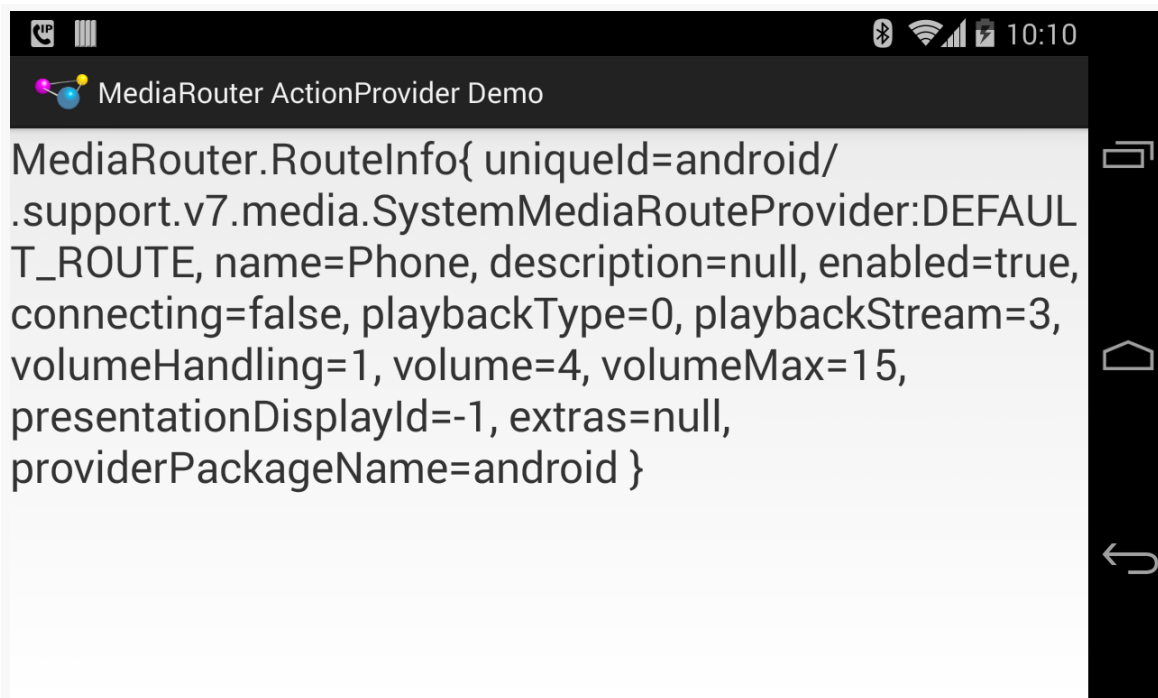 IP
10:10
MediaRouter ActionProvider Demo
MediaRouter.RouteInfo{ uniqueId=android/
.support.v7.media.SystemMediaRouteProvider:DEFAUL
T_ROUTE, name=Phone, description=null, enabled=true,
connecting=false, playbackType=0, playbackStream=3,
volumeHandling=1, volume=4, volumeMax=15,
presentationDisplayId=-1, extras=null,
providerPackageName=android }